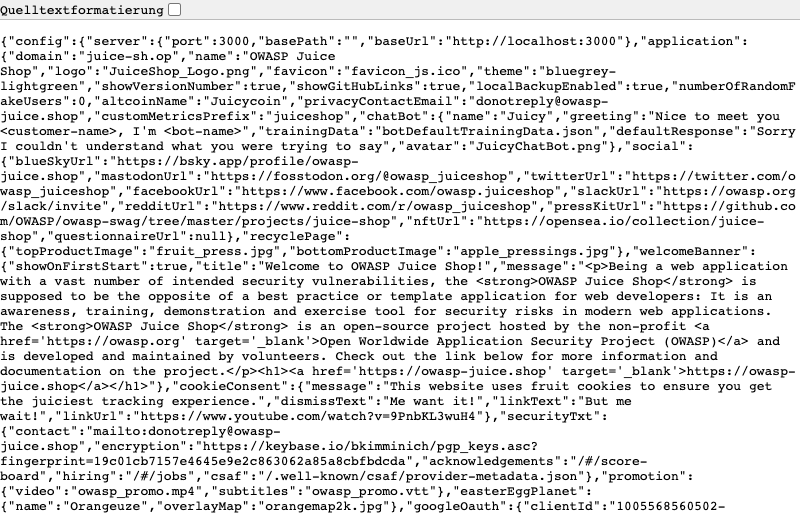 Quelltextformatierung
{"config":{"server":{"port":3000,"basePath":"","baseUrl":"http://localhost:3000"},"application":
{"domain":"juice-sh.op","name":"OWASP Juice
Shop","logo":"JuiceShop_Logo.png","favicon":"favicon_js.ico","theme":"bluegrey-
lightgreen","showVersionNumber":true,"showGitHubLinks":true,"localBackupEnabled":true,"numberOfRandomF
akeUsers":0,"altcoinName":"Juicycoin","privacyContactEmail":"donotreply@owasp-
juice.shop","customMetricsPrefix":"juiceshop","chatBot":{"name":"Juicy","greeting":"Nice to meet you
<customer-name>, I'm <bot-name>","trainingData":"botDefaultTrainingData.json","defaultResponse":"Sorry
I couldn't understand what you were trying to say","avatar":"JuicyChatBot.png"},"social":
{"blueSkyUrl":"https://bsky.app/profile/owasp-
juice.shop","mastodonUrl":"https://fosstodon.org/@owasp_juiceshop","twitterUrl":"https://twitter.com/o
wasp_juiceshop","facebookUrl":"https://www.facebook.com/owasp.juiceshop","slackUrl":"https://owasp.org
/slack/invite","redditUrl":"https://www.reddit.com/r/owasp_juiceshop","pressKitUrl":"https://github.co
m/OWASP/owasp-swag/tree/master/projects/juice-shop","nftUrl":"https://opensea.io/collection/juice-
shop","questionnaireUrl":null},"recyclePage":
{"topProductImage":"fruit_press.jpg","bottomProductImage":"apple_pressings.jpg"},"welcomeBanner":
{"showOnFirstStart":true,"title":"Welcome to OWASP Juice Shop!","message":"<p>Being a web application
with a vast number of intended security vulnerabilities, the <strong>OWASP Juice Shop</strong> is
supposed to be the opposite of a best practice or template application for web developers: It is an
awareness, training, demonstration and exercise tool for security risks in modern web applications.
The <strong>OWASP Juice Shop</strong> is an open-source project hosted by the non-profit <a
href='https://owasp.org' target='_blank'>Open Worldwide Application Security Project (OWASP)</a> and
is developed and maintained by volunteers. Check out the link below for more information and
documentation on the project.</p><h1><a href='https://owasp-juice.shop' target='_blank'>https://owasp-
juice.shop</a></h1>"},"cookieConsent":{"message":"This website uses fruit cookies to ensure you get
the juiciest tracking experience.","dismissText":"Me want it!","linkText":"But me
wait!","linkUrl":"https://www.youtube.com/watch?v=9PnbKL3wuH4"},"securityTxt":
{"contact":"mailto:donotreply@owasp-
juice.shop","encryption":"https://keybase.io/bkimminich/pgp_keys.asc?
fingerprint=19c01cb7157e4645e9e2c863062a85a8cbfbdcda","acknowledgements":"/#/score-
board","hiring":"/#/jobs","csaf":"/.well-known/csaf/provider-metadata.json"},"promotion":
{"video":"owasp_promo.mp4","subtitles":"owasp_promo.vtt"},"easterEggPlanet":
{"name":"Orangeuze","overlayMap":"orangemap2k.jpg"},"googleOauth":{"clientId":"1005568560502-